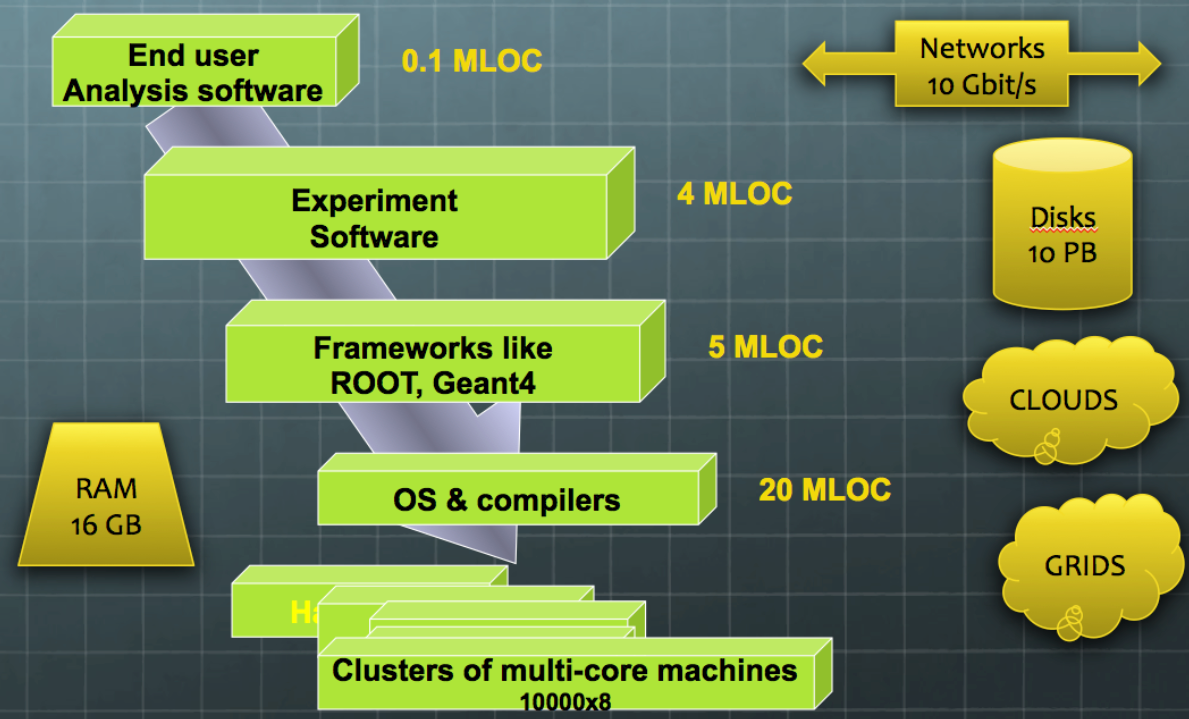 End user
Analysis software
0.1 MLOC
Networks
10 Gbit/s
Experiment
Software
4 MLOC
Disks
10 PB
Frameworks like
ROOT, Geant4
5 MLOC
CLOUDS
RAM
16 GB
OS & compilers
20 MLOC
GRIDS
Clusters of multi-core machines
10000x8